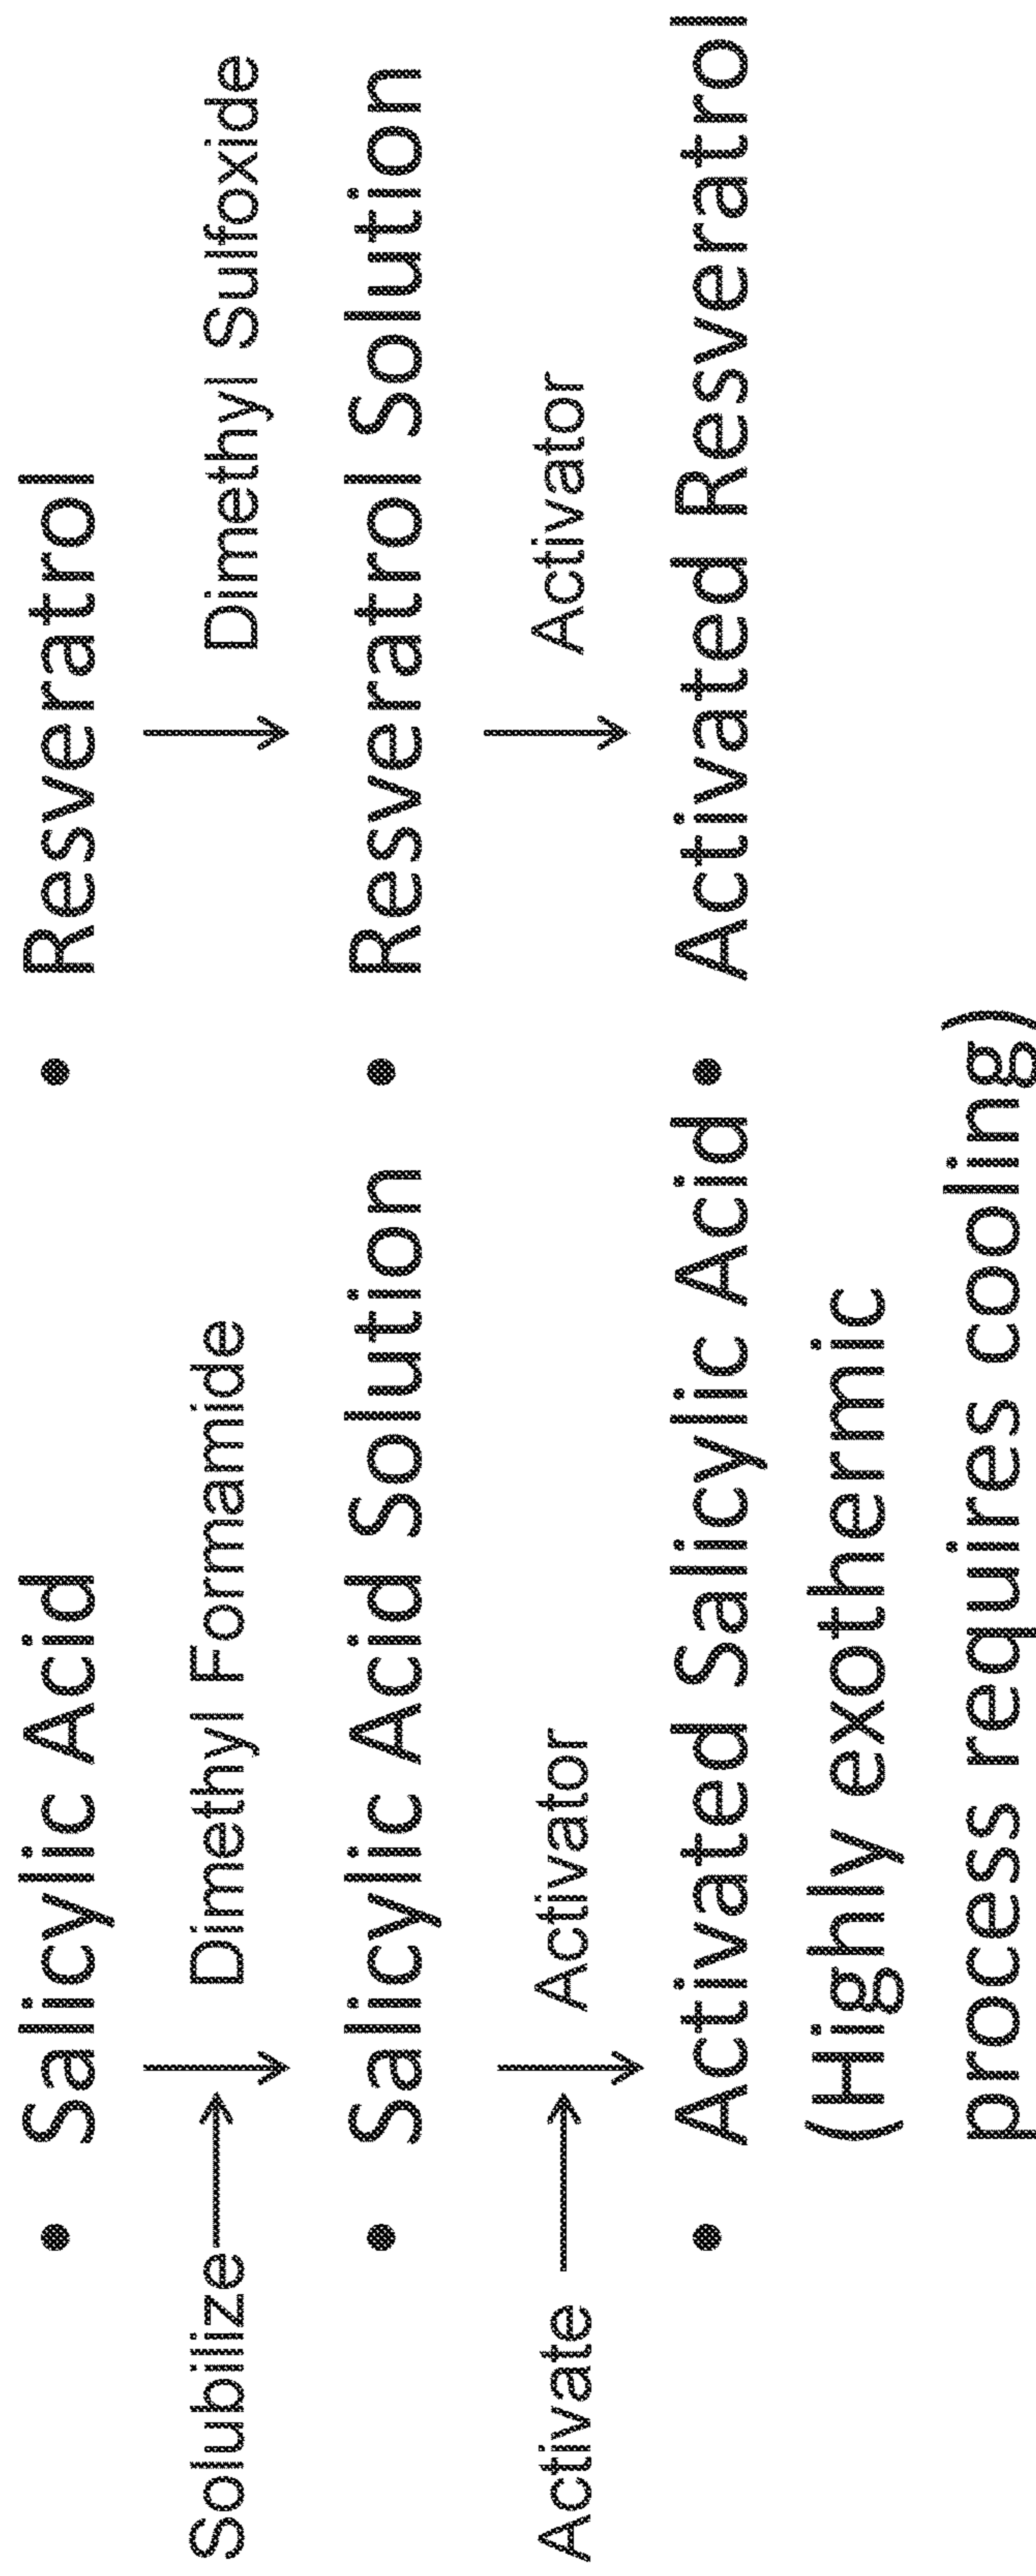 • Salicylic Acid
• Resveratrol
Solubilize
Dimethyl Formamide
Dimethyl Sulfoxide
• Salicylic Acid Solution
• Resveratrol Solution
Activate
Activator
Activator
• Activated Salicylic Acid
• Activated Resveratrol
(Highly exothermic
process requires cooling)